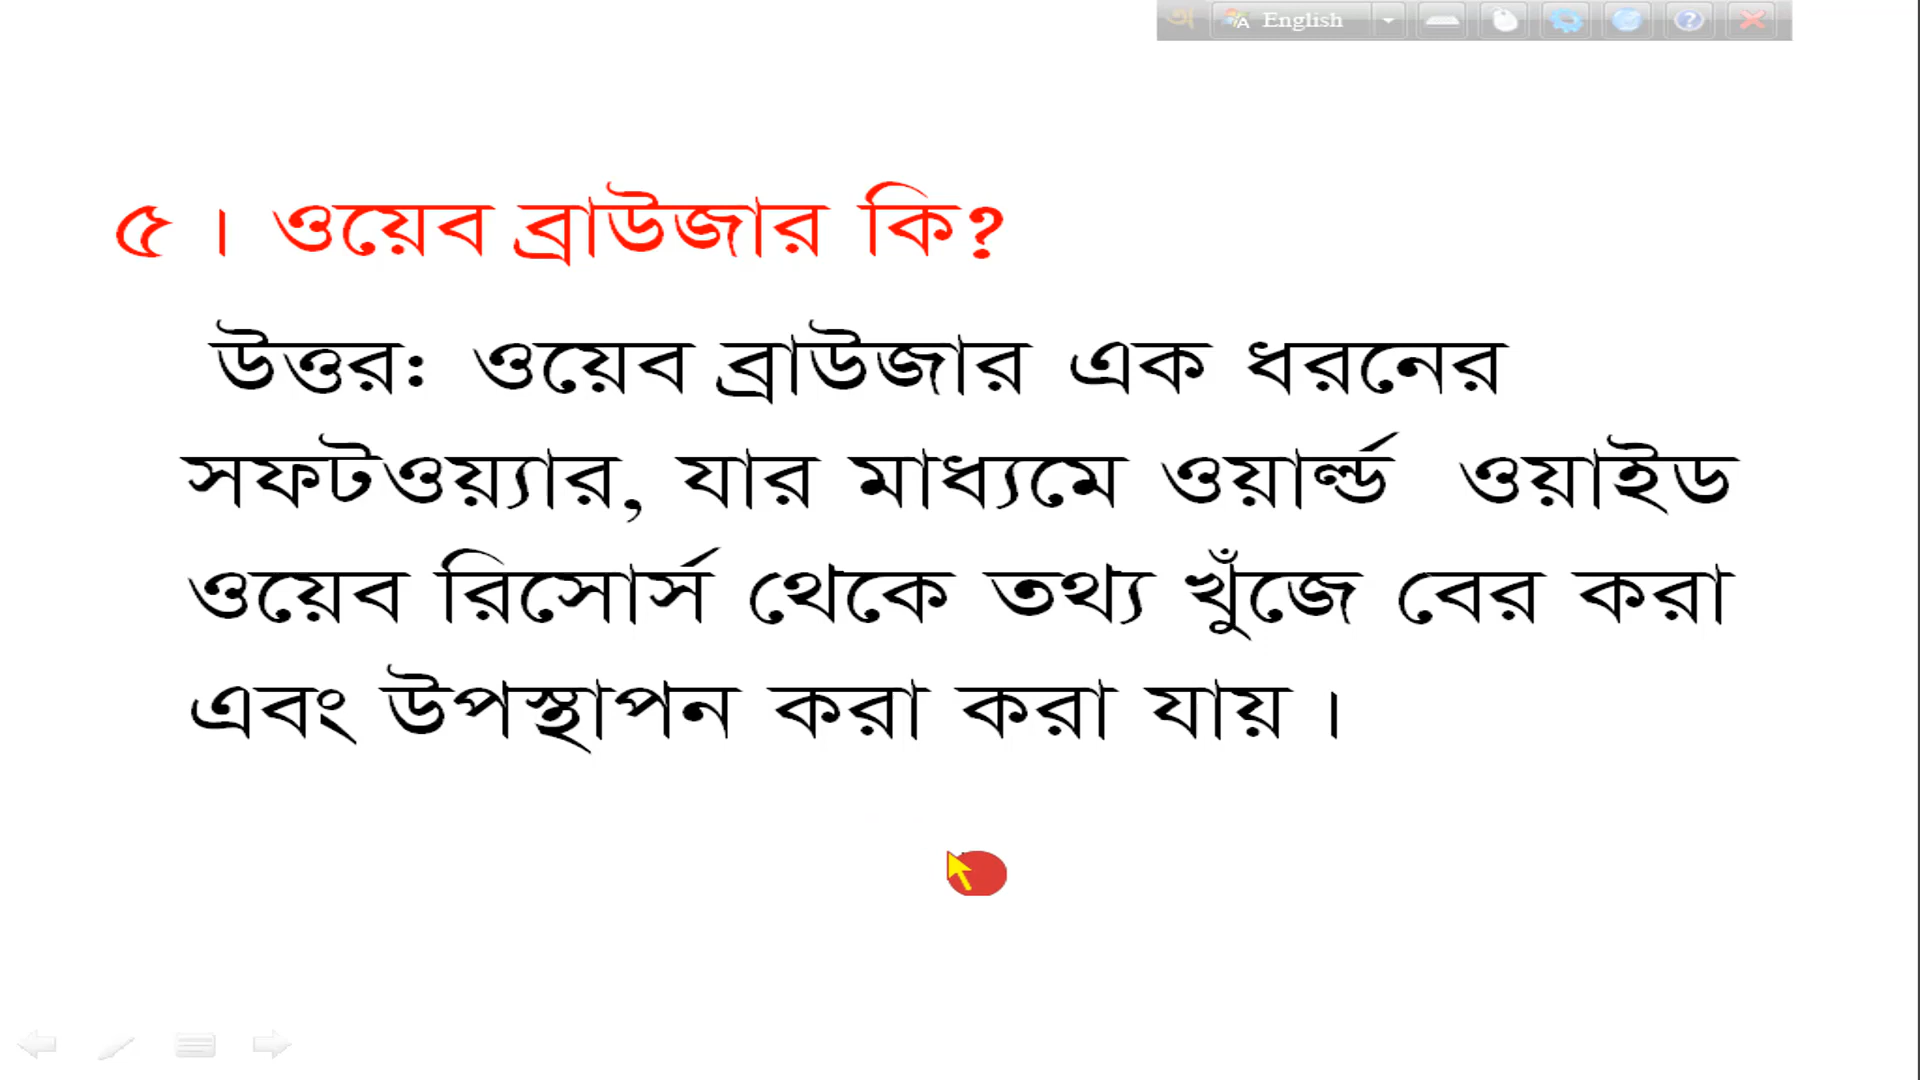 অ English
৫। ওয়েব ব্রাউজার কি?
উত্তরঃ ওয়েব ব্রাউজার এক ধরনের
সফটওয়্যার, যার মাধ্যমে ওয়ার্ল্ড ওয়াইড
ওয়েব রিসোর্স থেকে তথ্য খুঁজে বের করা
এবং উপস্থাপন করা করা যায়।